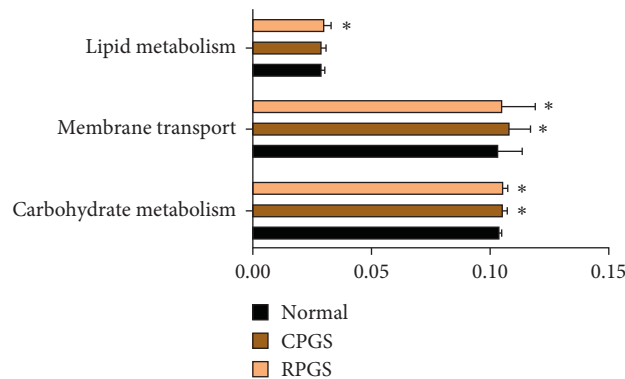 Lipid metabolism
*
Membrane transport
*
*
Carbohydrate metabolism
*
*
0.00 0.05 0.10 0.15
Normal
CPGS
RPGS